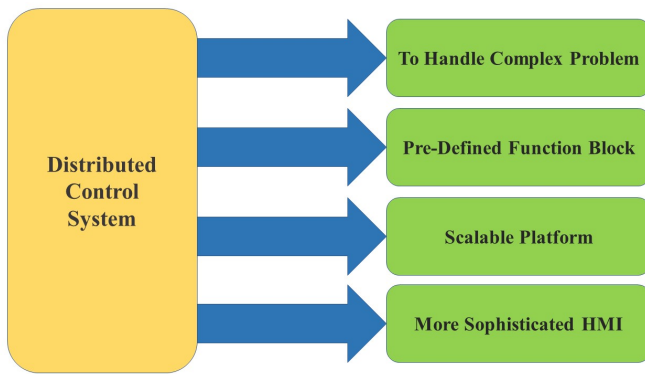 Distributed
Control
System
To Handle Complex Problem
Pre-Defined Function Block
Scalable Platform
More Sophisticated HMI